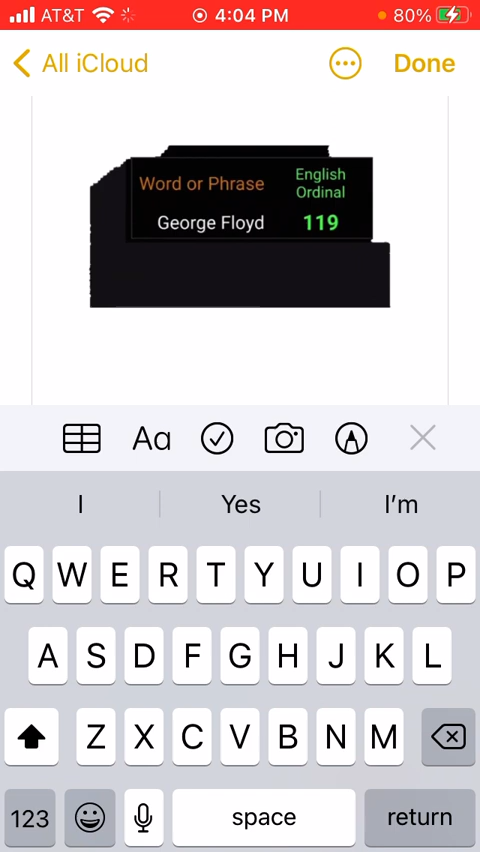 AT&T 4:04 PM 80%
All iCloud Done
Word or Phrase English Ordinal
George Floyd 119
Aa
I Yes I'm
Q W E R T Y U I O P
A S D F G H J K L
Z X C V B N M
123 space return